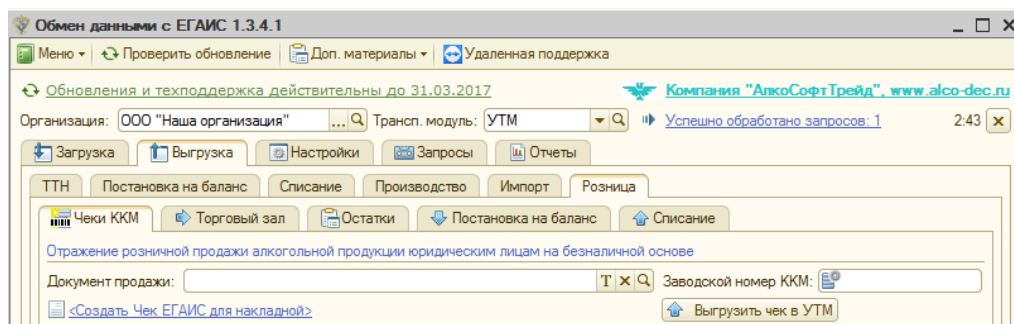 Обмен данными с ЕГАИС 1.3.4.1
Меню Проверить обновление Доп. материалы Удаленная поддержка
Обновления и техподдержка действительны до 31.03.2017 Компания "АлкоСофтТрейд", www.alco-dec.ru
Организация: ООО "Наша организация" ... Трансп. модуль: УТМ Успешно обработано запросов: 1 2:43
Загрузка Выгрузка Настройки Запросы Отчеты
ТТН Постановка на баланс Списание Производство Импорт Розница
Чеки ККМ Торговый зал Остатки Постановка на баланс Списание
Отражение розничной продажи алкогольной продукции юридическим лицам на безналичной основе
Документ продажи: T Заводской номер ККМ:
<Создать Чек ЕГАИС для накладной> Выгрузить чек в УТМ